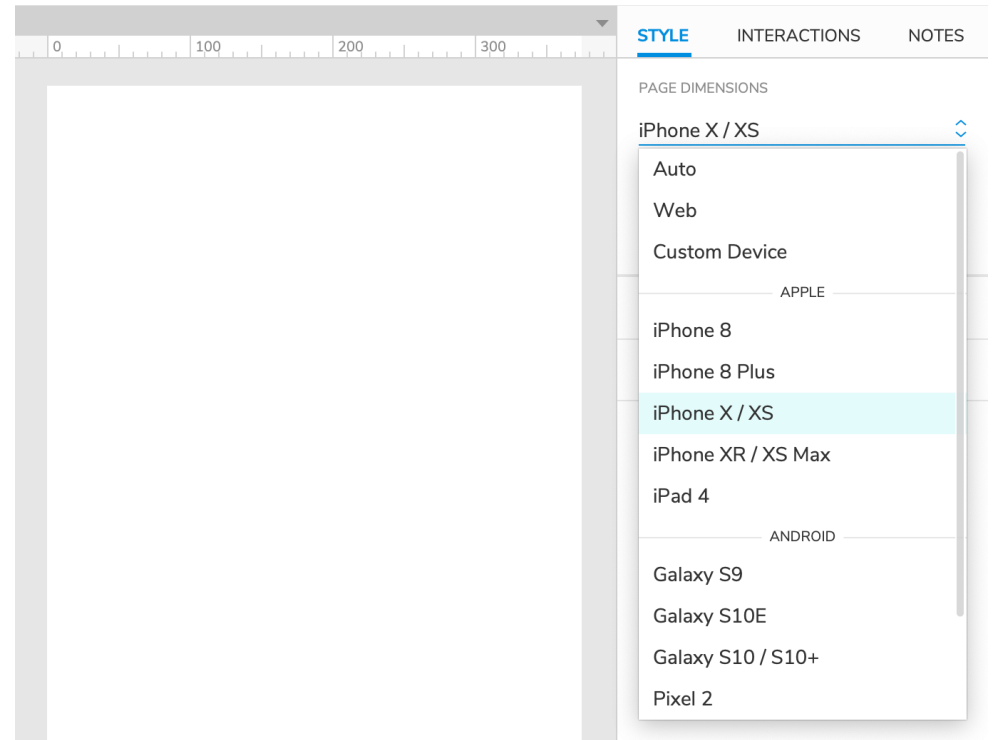 0 100 200 300
STYLE INTERACTIONS NOTES
PAGE DIMENSIONS
iPhone X / XS
Auto
Web
Custom Device
APPLE
iPhone 8
iPhone 8 Plus
iPhone X / XS
iPhone XR / XS Max
iPad 4
ANDROID
Galaxy S9
Galaxy S10E
Galaxy S10 / S10+
Pixel 2